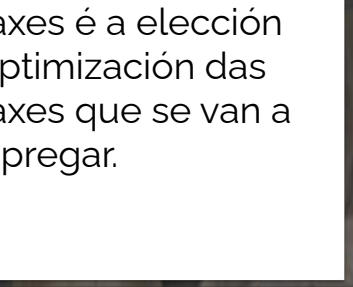 axes é a elección
ptimización das
axes que se van a
pregar.